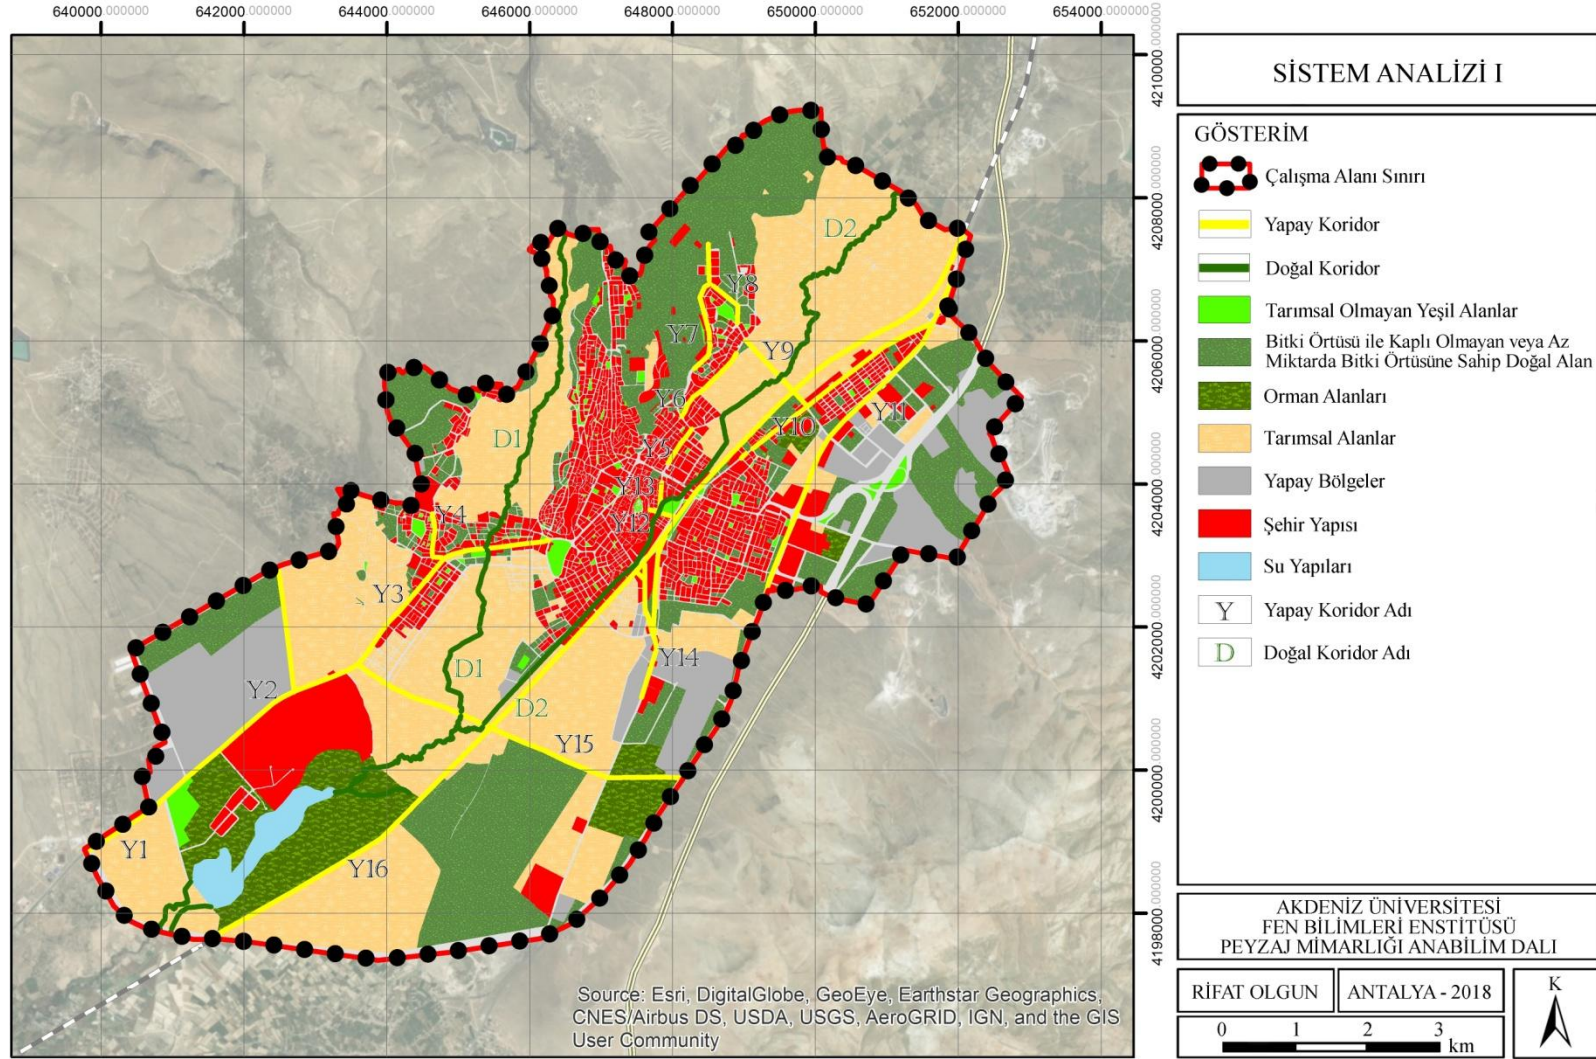 640000.000000 642000.000000 644000.000000 646000.000000 648000.000000 650000.000000 652000.000000 654000.000000
4210000.000000
4208000.000000
4206000.000000
4204000.000000
4202000.000000
4200000.000000
4198000.000000
D2
Y8
Y7
Y9
Y6
Y11
Y10
D1
Y5
Y13
Y4
Y12
Y3
Y14
D1
Y2
D2
Y15
Y1
Y16
Source: Esri, DigitalGlobe, GeoEye, Earthstar Geographics,
CNES/Airbus DS, USDA, USGS, AeroGRID, IGN, and the GIS
User Community
SİSTEM ANALİZİ I
GÖSTERİM
Çalışma Alanı Sınırı
Yapay Koridor
Doğal Koridor
Tarımsal Olmayan Yeşil Alanlar
Bitki Örtüsü ile Kaplı Olmayan veya Az
Miktarda Bitki Örtüsüne Sahip Doğal Alan
Orman Alanları
Tarımsal Alanlar
Yapay Bölgeler
Şehir Yapısı
Su Yapıları
Y Yapay Koridor Adı
D Doğal Koridor Adı
AKDENİZ ÜNİVERSİTESİ
FEN BİLİMLERİ ENSTİTÜSÜ
PEYZAJ MİMARLIĞI ANABİLİM DALI
RİFAT OLGUN ANTALYA - 2018
K
0 1 2 3
km